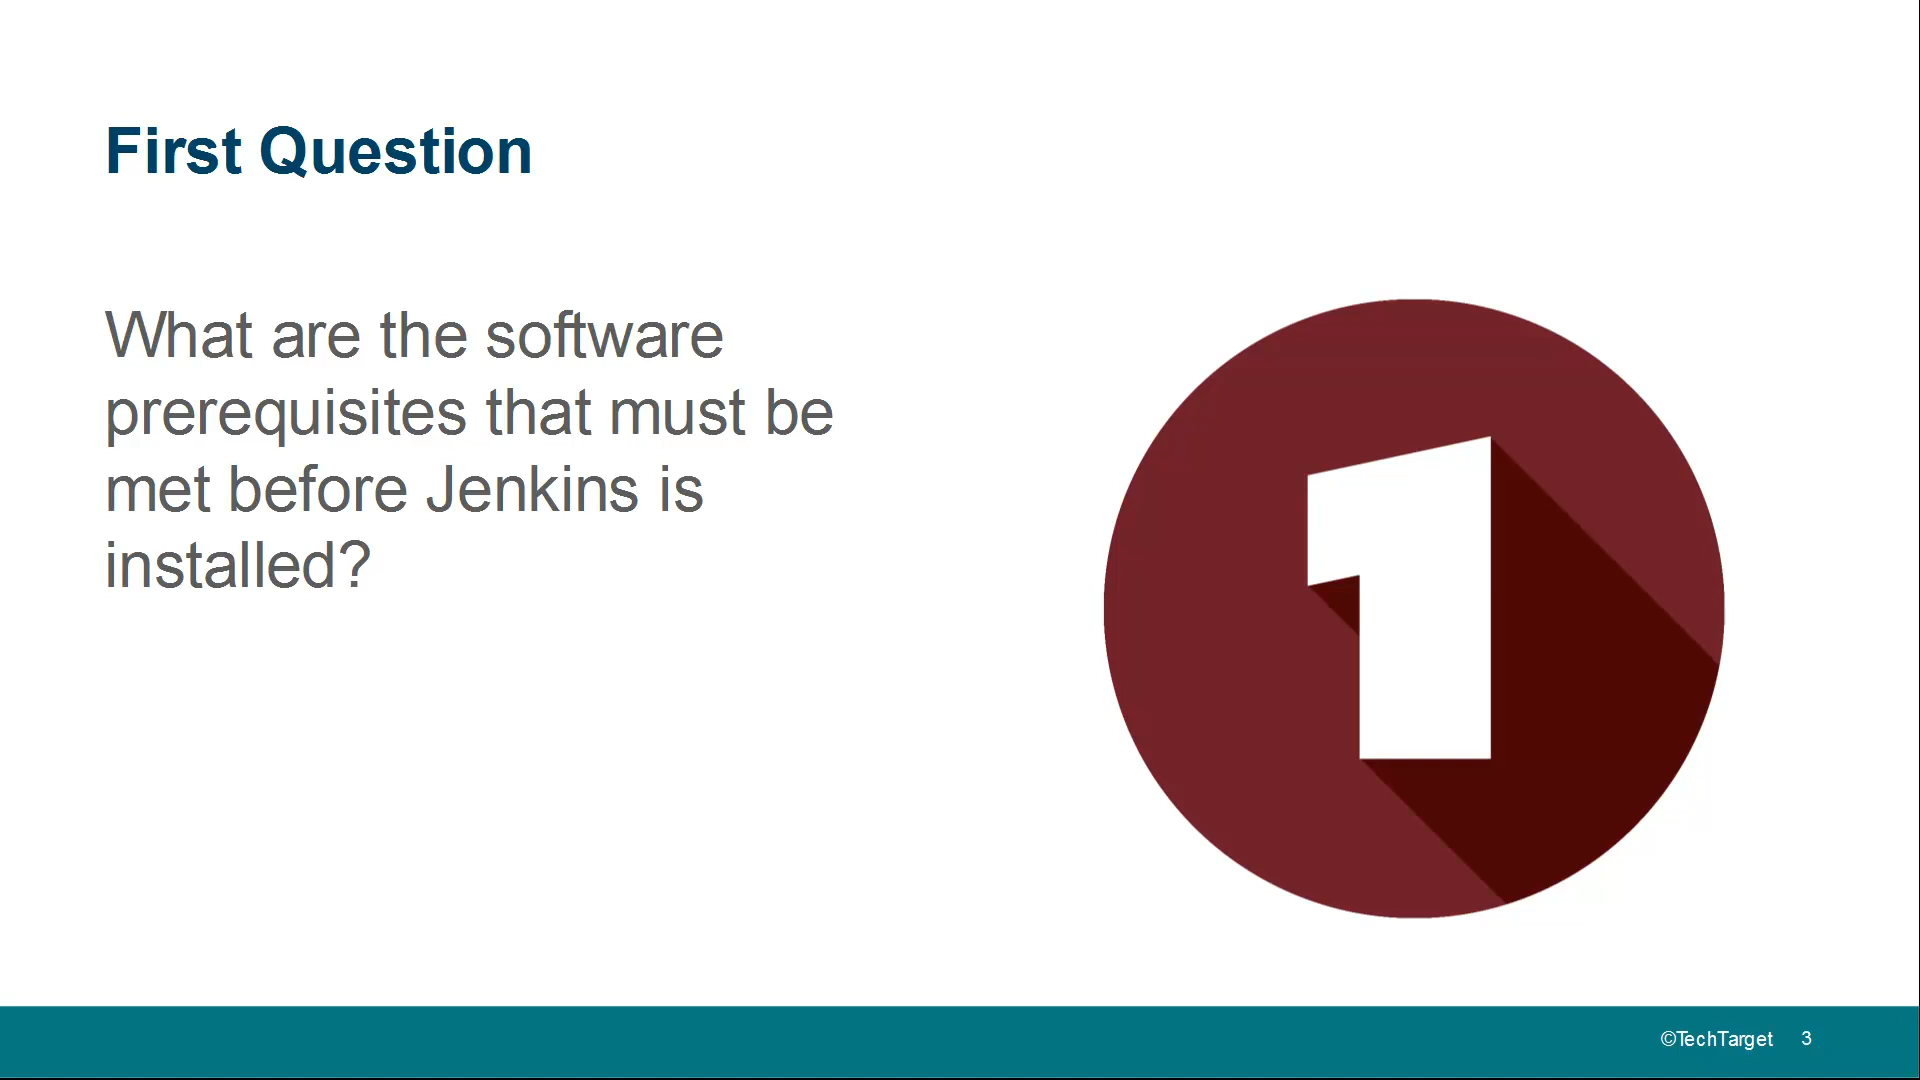 First Question
What are the software
prerequisites that must be
met before Jenkins is
installed?
1
©TechTarget 3